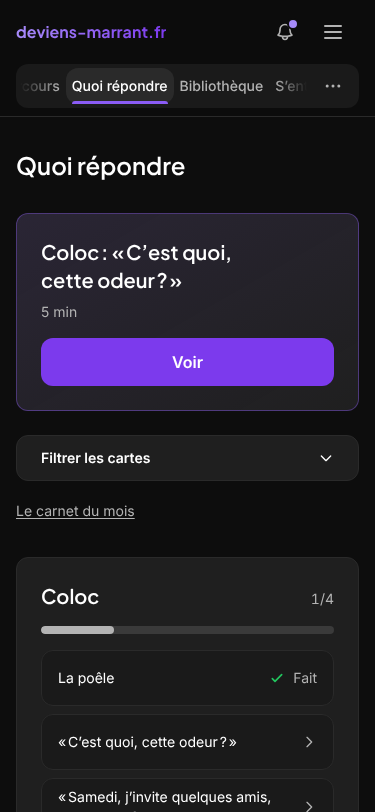 deviens-marrant.fr
cours Quoi répondre Bibliothèque S'en
Quoi répondre
Coloc : « C’est quoi,
cette odeur ? »
5 min
Voir
Filtrer les cartes
Le carnet du mois
Coloc 1/4
La poêle Fait
« C’est quoi, cette odeur ? »
« Samedi, j’invite quelques amis,